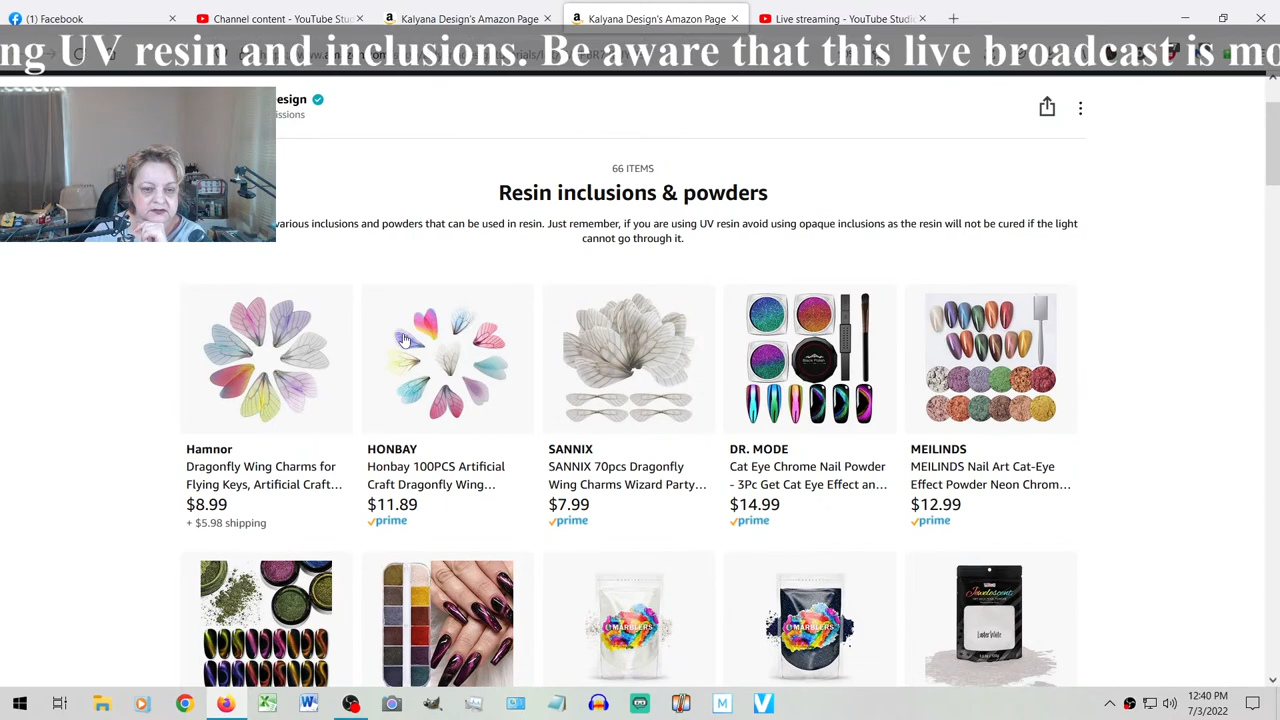 (1) Facebook
Channel content - YouTube Stu
Kalyana Design's Amazon Page
Kalyana Design's Amazon Page
Live streaming - YouTube Studio
ng UV resin and inclusions. Be aware that this live broadcast is mo
esign
issions
66 ITEMS
Resin inclusions & powders
various inclusions and powders that can be used in resin. Just remember, if you are using UV resin avoid using opaque inclusions as the resin will not be cured if the light
cannot go through it.
Hamnor
Dragonfly Wing Charms for
Flying Keys, Artificial Craft...
$8.99
+ $5.98 shipping
HONBAY
Honbay 100PCS Artificial
Craft Dragonfly Wing...
$11.89
prime
SANNIX
SANNIX 70pcs Dragonfly
Wing Charms Wizard Party...
$7.99
prime
DR. MODE
Cat Eye Chrome Nail Powder
- 3Pc Get Cat Eye Effect an...
$14.99
prime
MEILINDS
MEILINDS Nail Art Cat-Eye
Effect Powder Neon Chrom...
$12.99
prime
MARBLERS
MARBLERS
Jewelescent
12:40 PM
7/3/2022